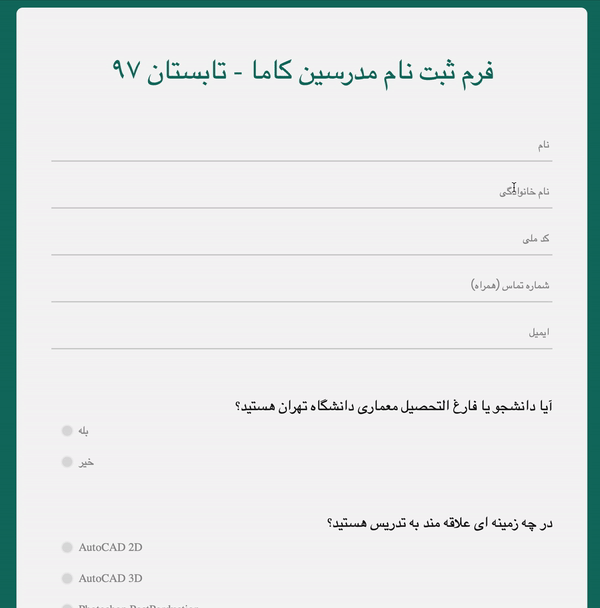 فرم ثبت نام مدرسین کاما - تابستان ۹۷
نام
نام خانوادگی
کد ملی
شماره تماس (همراه)
ایمیل
آیا دانشجو یا فارغ التحصیل معماری دانشگاه تهران هستید؟
بله
خیر
در چه زمینه ای علاقه مند به تدریس هستید؟
AutoCAD 2D
AutoCAD 3D